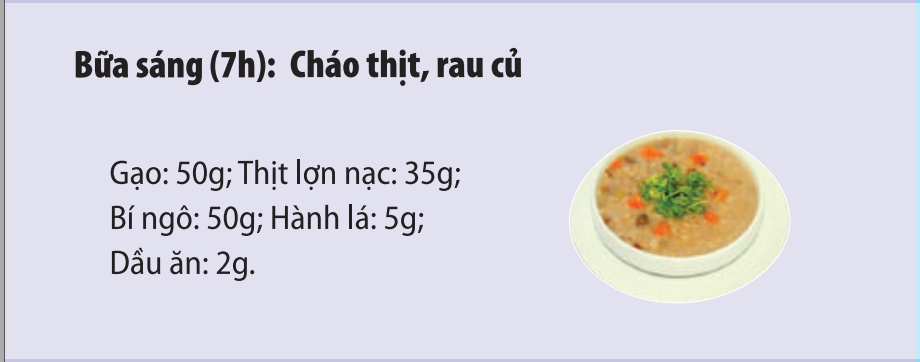 Bữa sáng (7h): Cháo thịt, rau củ
Gạo: 50g; Thịt lợn nạc: 35g;
Bí ngô: 50g; Hành lá: 5g;
Dầu ăn: 2g.